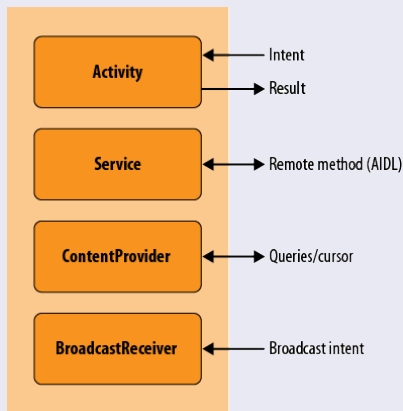 Activity
Intent
Result
Service
Remote method (AIDL)
ContentProvider
Queries/cursor
BroadcastReceiver
Broadcast intent